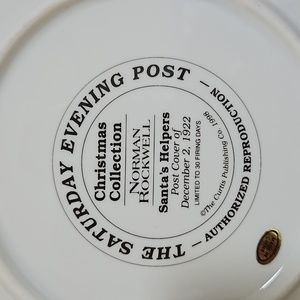 THE SATURDAY EVENING POST —
AUTHORIZED REPRODUCTION —
Christmas
Collection
NORMAN
ROCKWELL
Santa's Helpers
Post Cover of
December 2, 1922
LIMITED TO 30 FIRING DAYS
©The Curtis Publishing Co. 1998